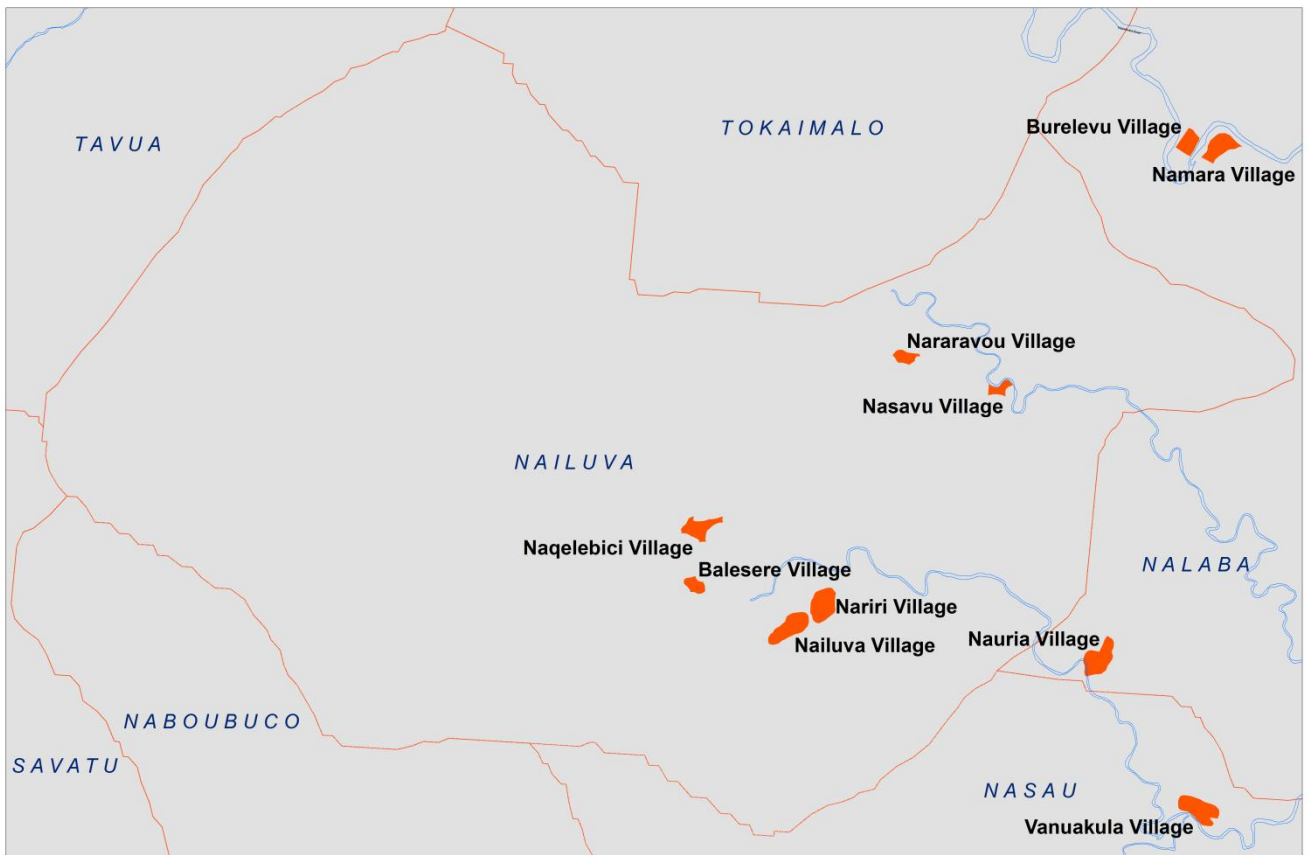 TOKAIMALO
Burelevu Village
TAVUA
Namara Village
Nararavou Village
Nasavu Village
NAILUVA
Naqelebici Village
Balesere Village
NALABA
Nariri Village
Nauria Village
Nailuva Village
NABOUBUCO
SAVATU
NASAU
Vanuakula Village